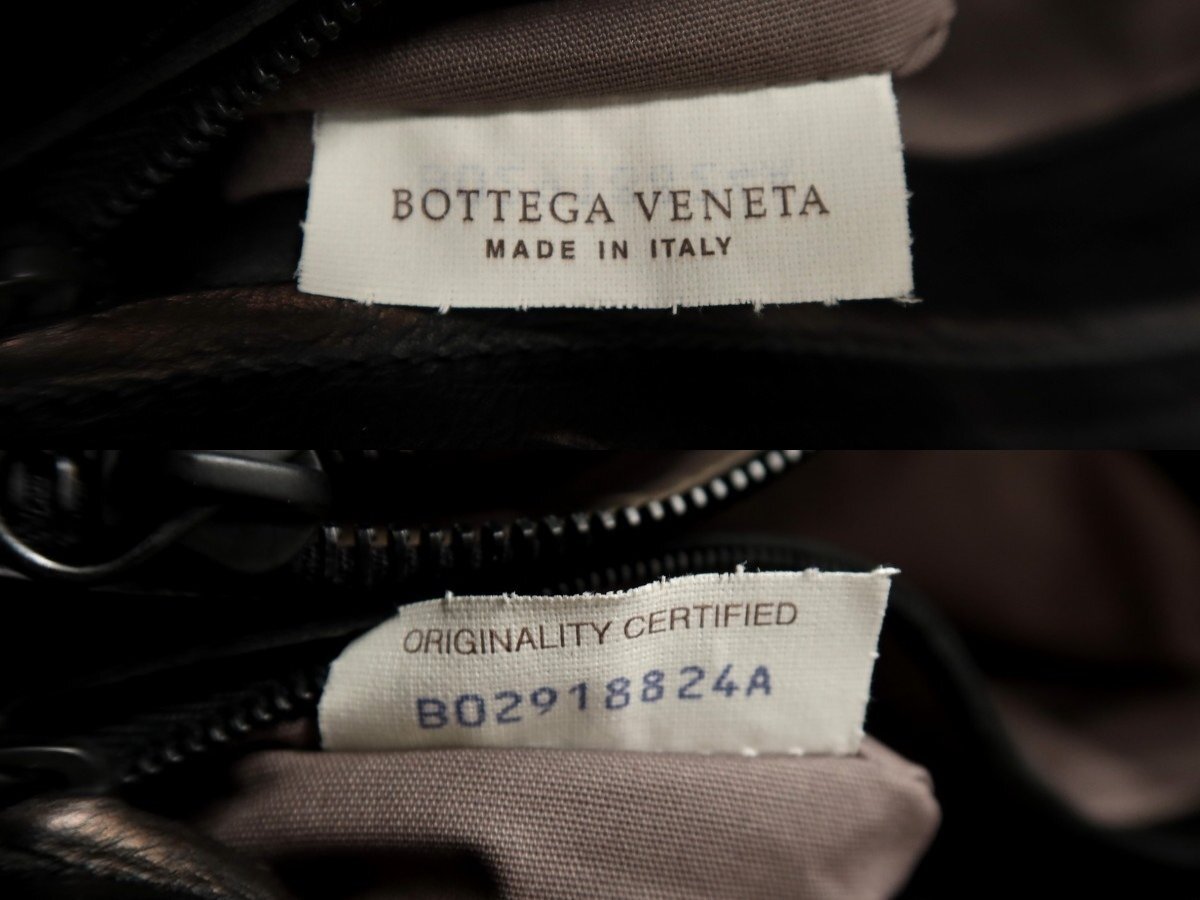 BOTTEGA VENETA
MADE IN ITALY
ORIGINALITY CERTIFIED
B02918824A